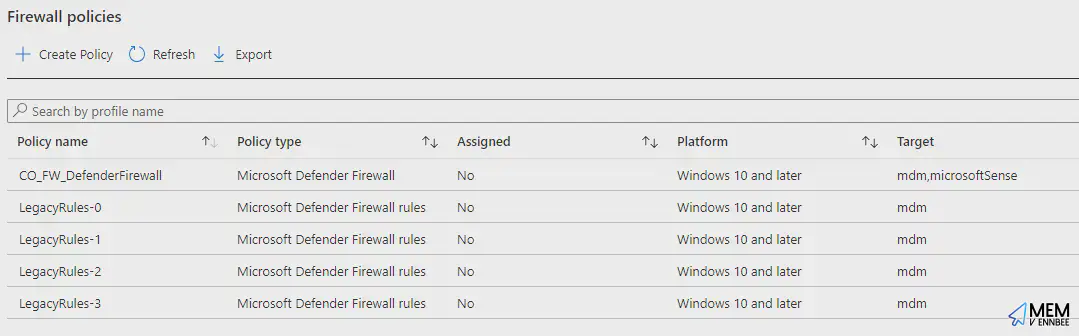 Firewall policies
Create Policy Refresh Export
Search by profile name
Policy name Policy type Assigned Platform Target
CO_FW_DefenderFirewall Microsoft Defender Firewall No Windows 10 and later mdm,microsoftSense
LegacyRules-0 Microsoft Defender Firewall rules No Windows 10 and later mdm
LegacyRules-1 Microsoft Defender Firewall rules No Windows 10 and later mdm
LegacyRules-2 Microsoft Defender Firewall rules No Windows 10 and later mdm
LegacyRules-3 Microsoft Defender Firewall rules No Windows 10 and later mdm
MEM
V ENNBEE